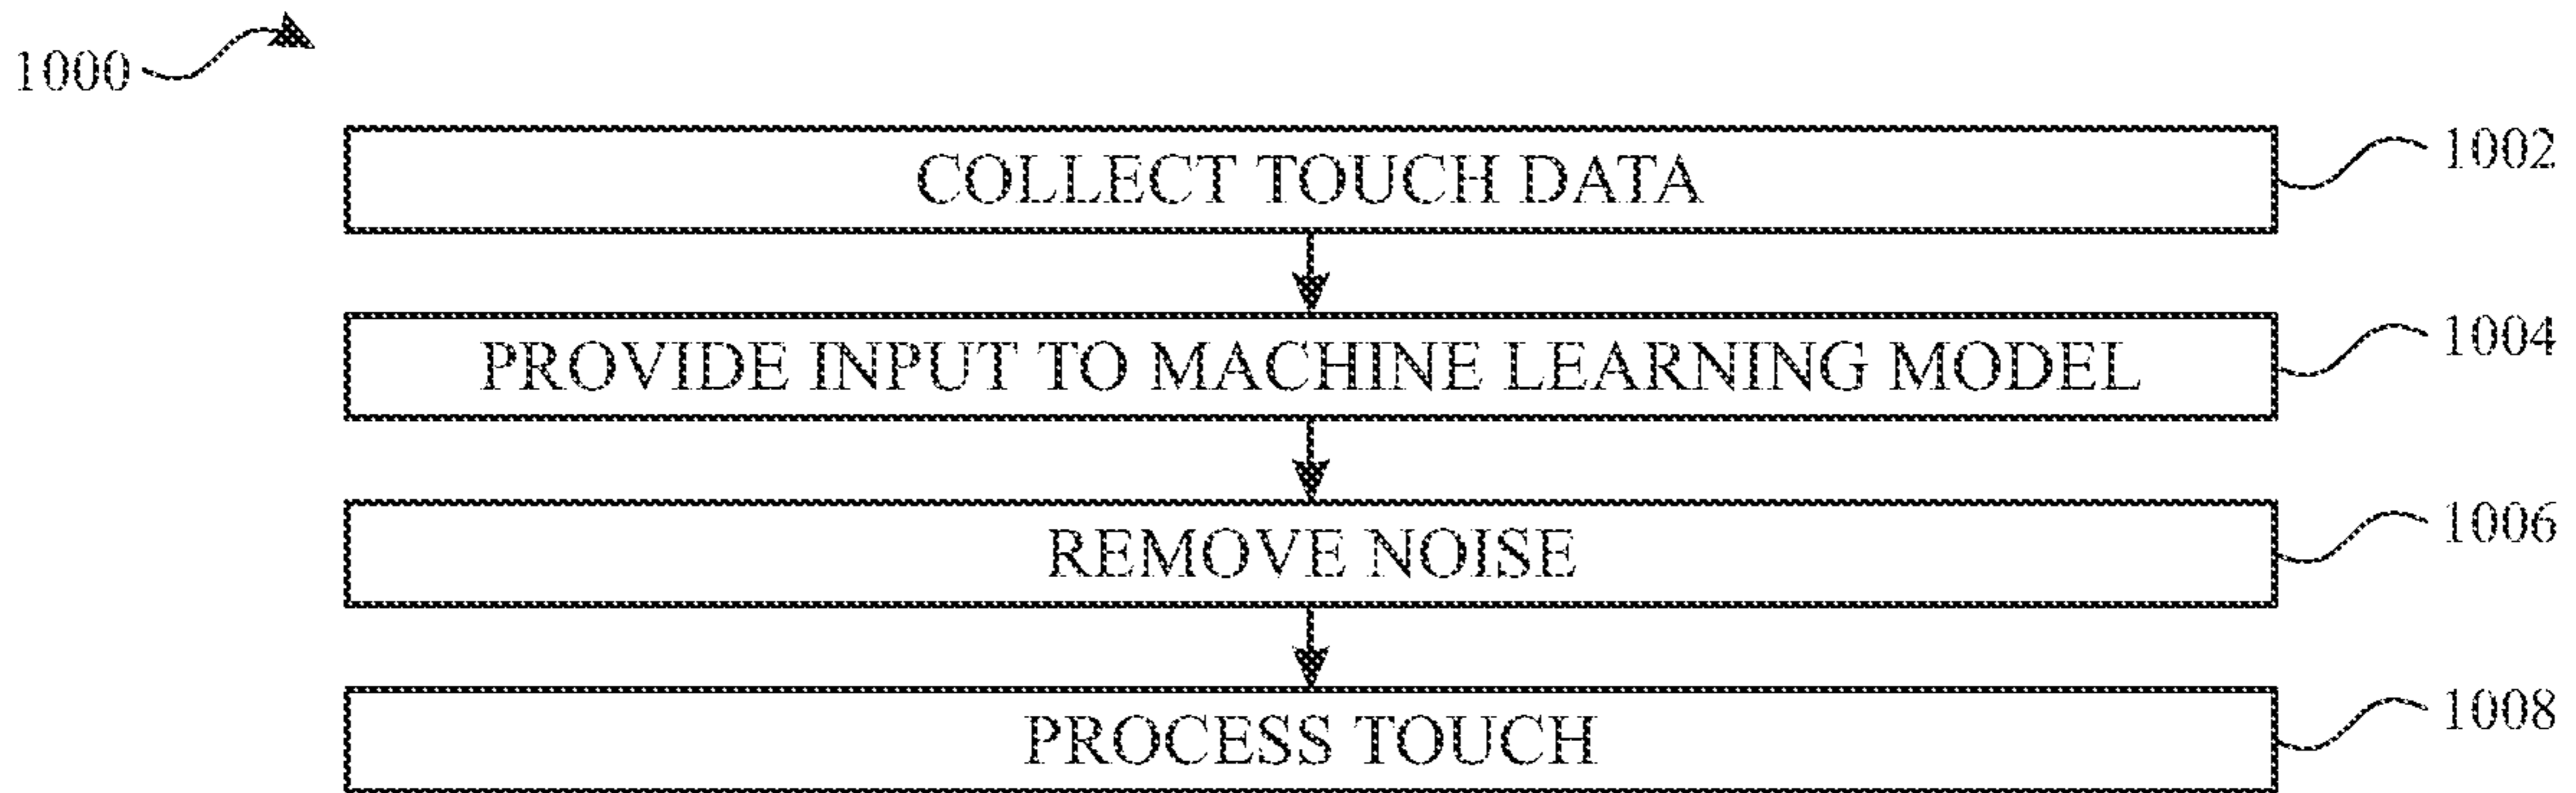 1000
COLLECT TOUCH DATA 1002
PROVIDE INPUT TO MACHINE LEARNING MODEL 1004
REMOVE NOISE 1006
PROCESS TOUCH 1008